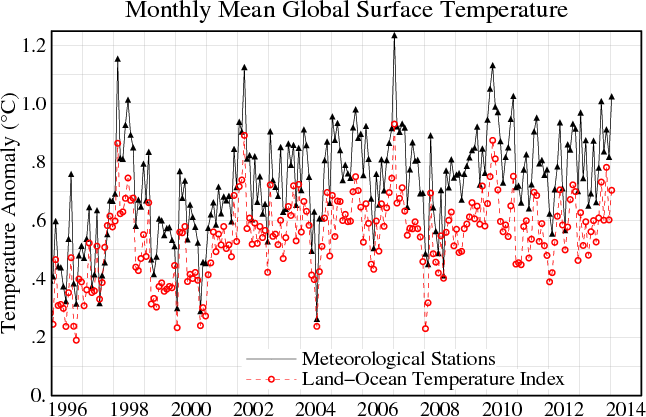 Monthly Mean Global Surface Temperature
Temperature Anomaly (°C)
1.2
1.0
.8
.6
.4
.2
0.
Meteorological Stations
Land-Ocean Temperature Index
1996 1998 2000 2002 2004 2006 2008 2010 2012 2014